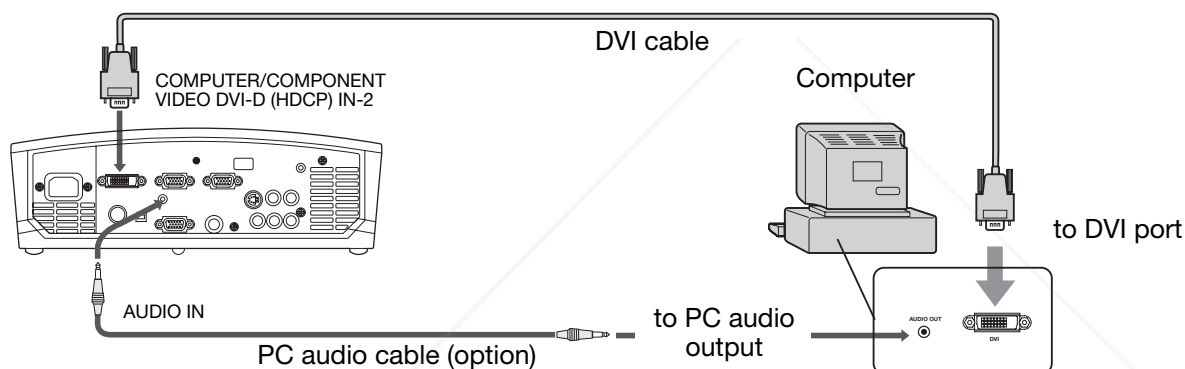 DVI cable
COMPUTER/COMPONENT
VIDEO DVI-D (HDCP) IN-2
Computer
to DVI port
AUDIO IN
to PC audio
output
AUDIO OUT
DVI
PC audio cable (option)